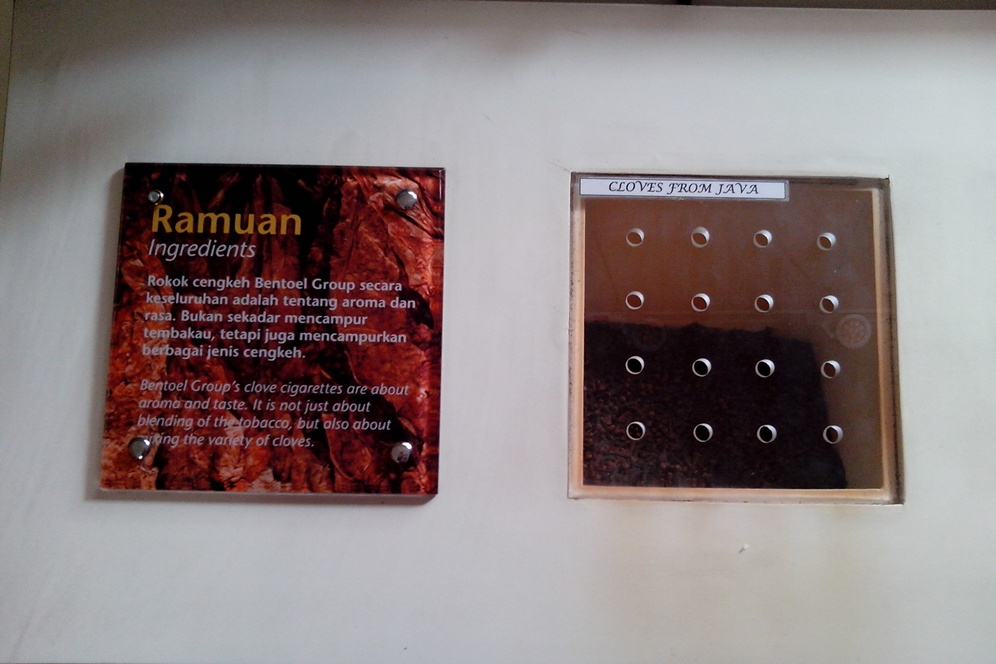 Ramuan
Ingredients
Rokok cengkeh Bentoel Group secara
keseluruhan adalah tentang aroma dan
rasa. Bukan sekadar mencampur
tembakau, tetapi juga mencampurkan
berbagai jenis cengkeh.
Bentoel Group's clove cigarettes are about
aroma and taste. It is not just about
blending of the tobacco, but also about
the variety of cloves.
CLOVES FROM JAVA